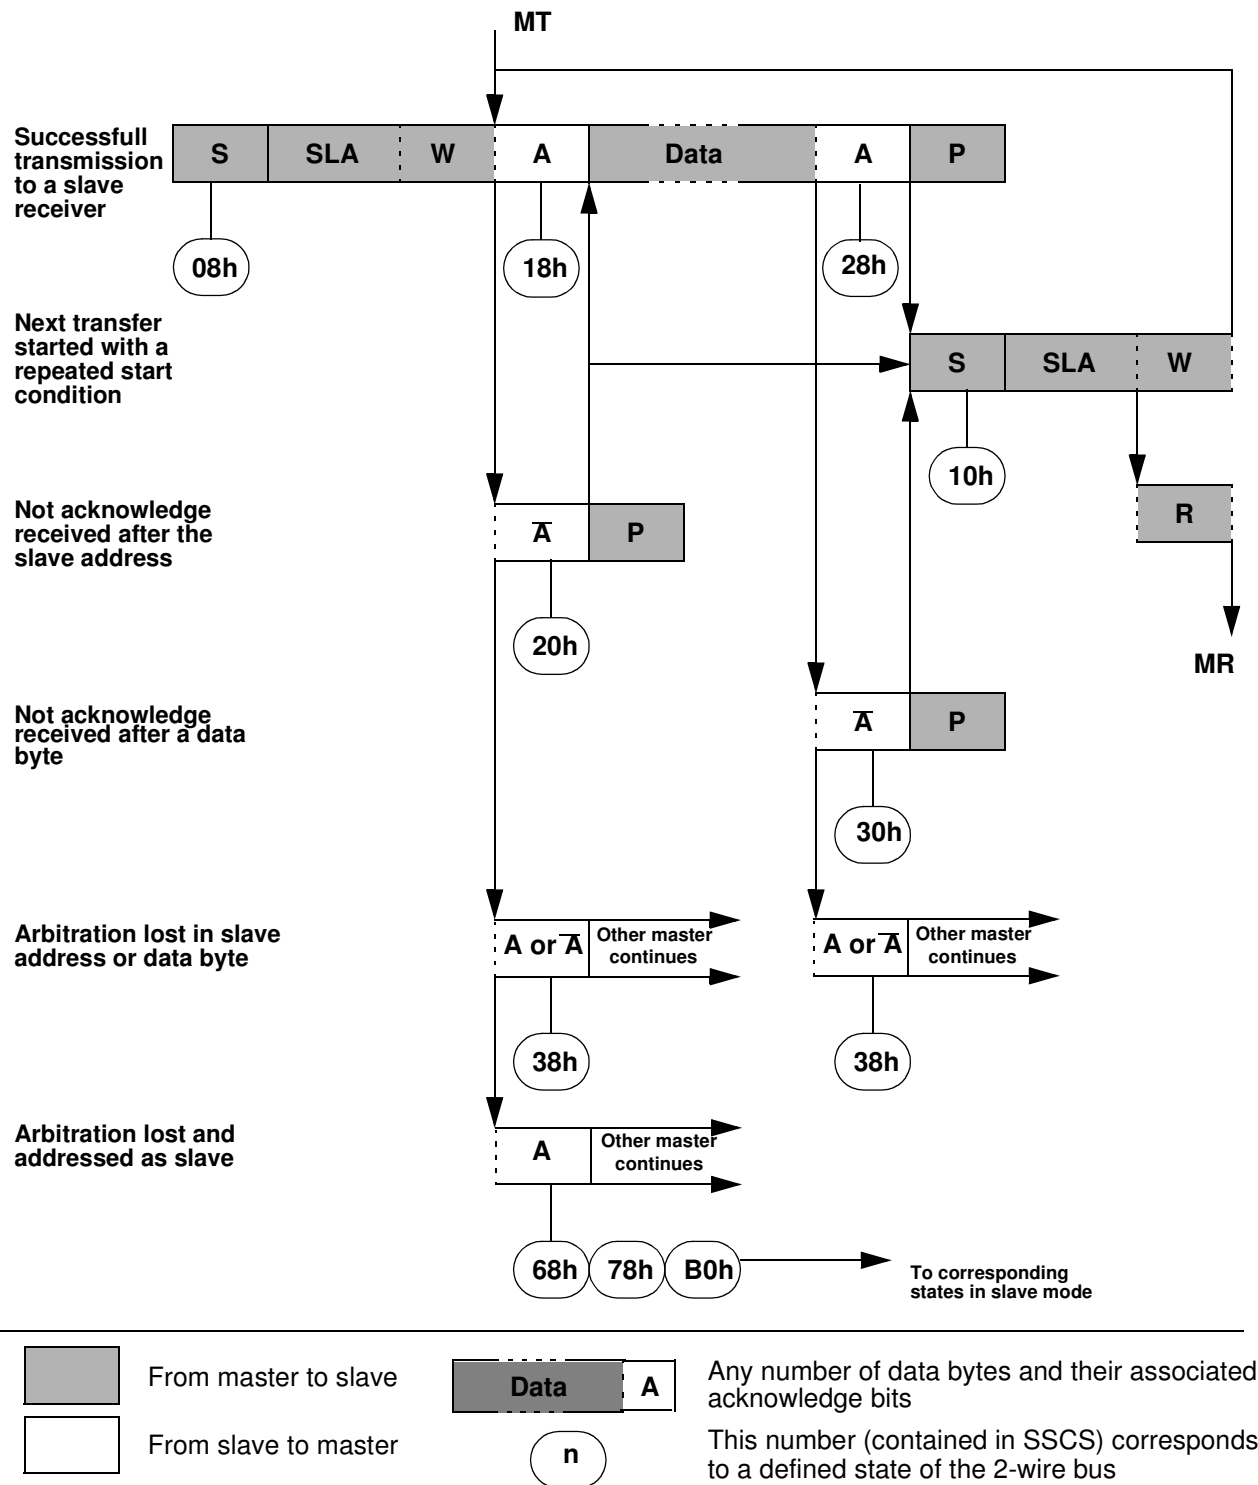 MT
Successfull
transmission
to a slave
receiver
S SLA W A Data A P
08h 18h 28h
Next transfer
started with a
repeated start
condition
S SLA W
10h
Not acknowledge
received after the
slave address
A̅ P
R
20h
MR
Not acknowledge
received after a data
byte
A̅ P
30h
Arbitration lost in slave
address or data byte
A or A̅
Other master
continues
A or A̅
Other master
continues
38h 38h
Arbitration lost and
addressed as slave
A
Other master
continues
68h 78h B0h
To corresponding
states in slave mode
From master to slave
Data A
Any number of data bytes and their associated
acknowledge bits
From slave to master
n
This number (contained in SSCS) corresponds
to a defined state of the 2-wire bus